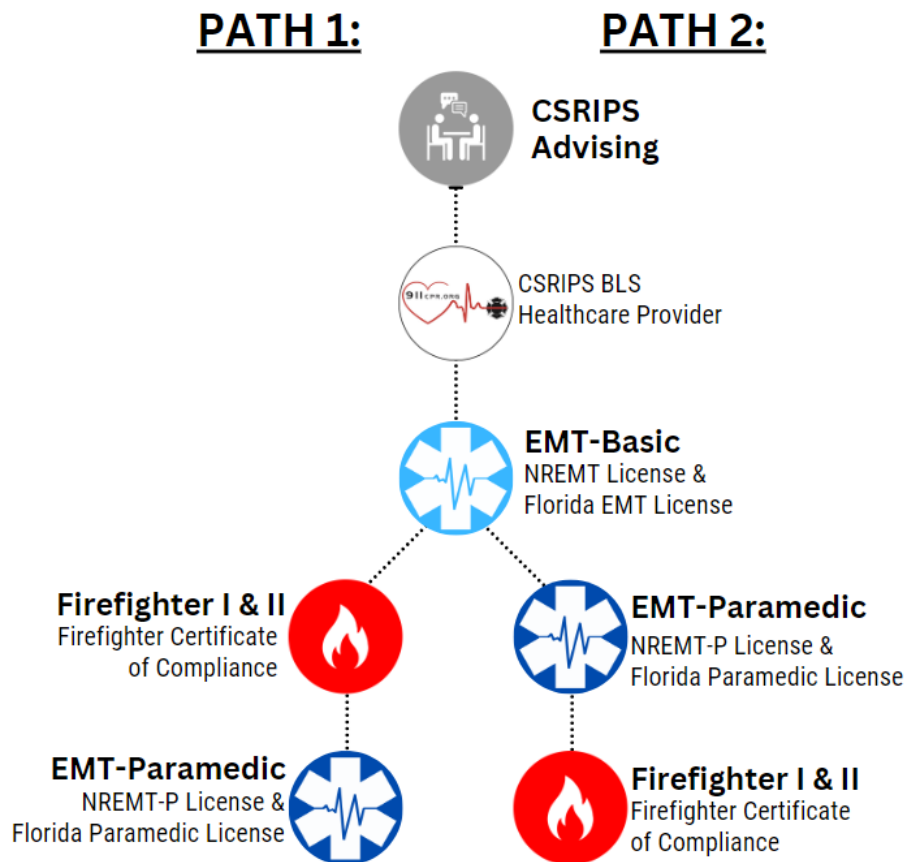 PATH 1:
PATH 2:
CSRIPS
Advising
911CPR.ORG
CSRIPS BLS
Healthcare Provider
EMT-Basic
NREMT License &
Florida EMT License
Firefighter I & II
Firefighter Certificate
of Compliance
EMT-Paramedic
NREMT-P License &
Florida Paramedic License
EMT-Paramedic
NREMT-P License &
Florida Paramedic License
Firefighter I & II
Firefighter Certificate
of Compliance